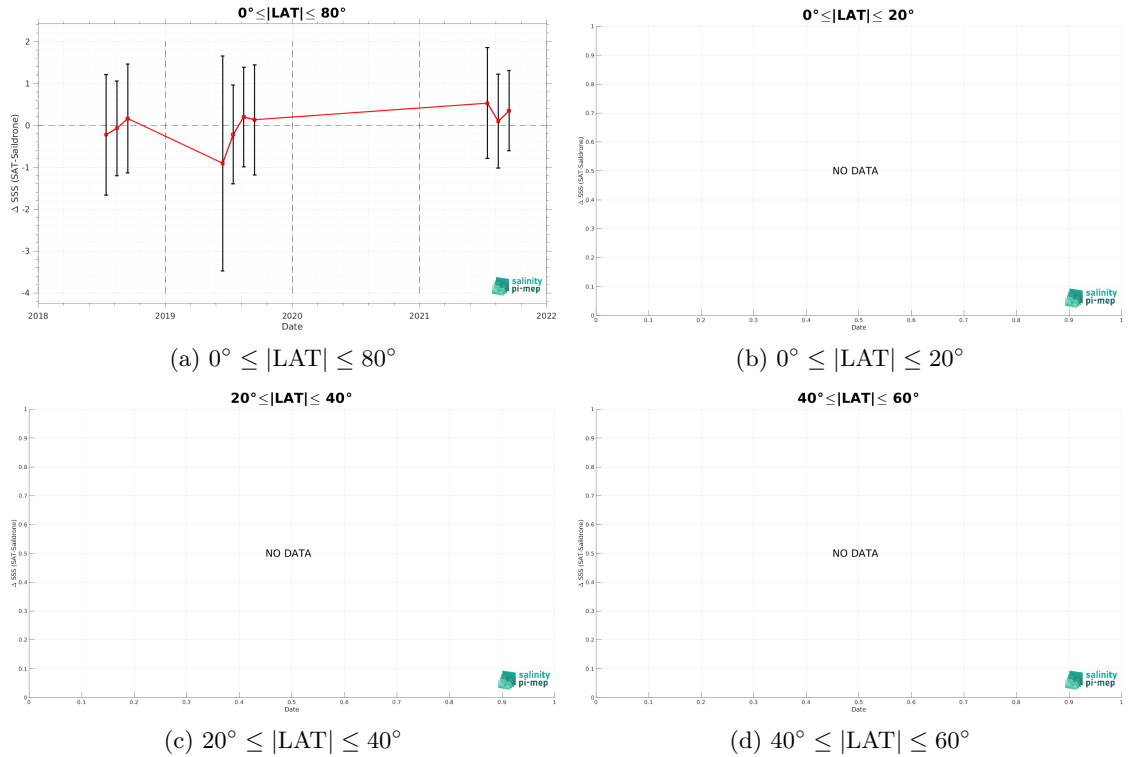 0°≤|LAT|≤ 80°
2
1
0
-1
-2
-3
-4
Δ SSS (SAT-Saildrone)
2018
2019
2020
2021
2022
Date
salinity
pi-mep
(a) 0° ≤ |LAT| ≤ 80°
0°≤|LAT|≤ 20°
1
0.9
0.8
0.7
0.6
0.5
0.4
0.3
0.2
0.1
0
Δ SSS (SAT-Saildrone)
NO DATA
0
0.1
0.2
0.3
0.4
0.5
0.6
0.7
0.8
0.9
1
Date
salinity
pi-mep
(b) 0° ≤ |LAT| ≤ 20°
20°≤|LAT|≤ 40°
1
0.9
0.8
0.7
0.6
0.5
0.4
0.3
0.2
0.1
0
Δ SSS (SAT-Saildrone)
NO DATA
0
0.1
0.2
0.3
0.4
0.5
0.6
0.7
0.8
0.9
1
Date
salinity
pi-mep
(c) 20° ≤ |LAT| ≤ 40°
40°≤|LAT|≤ 60°
1
0.9
0.8
0.7
0.6
0.5
0.4
0.3
0.2
0.1
0
Δ SSS (SAT-Saildrone)
NO DATA
0
0.1
0.2
0.3
0.4
0.5
0.6
0.7
0.8
0.9
1
Date
salinity
pi-mep
(d) 40° ≤ |LAT| ≤ 60°